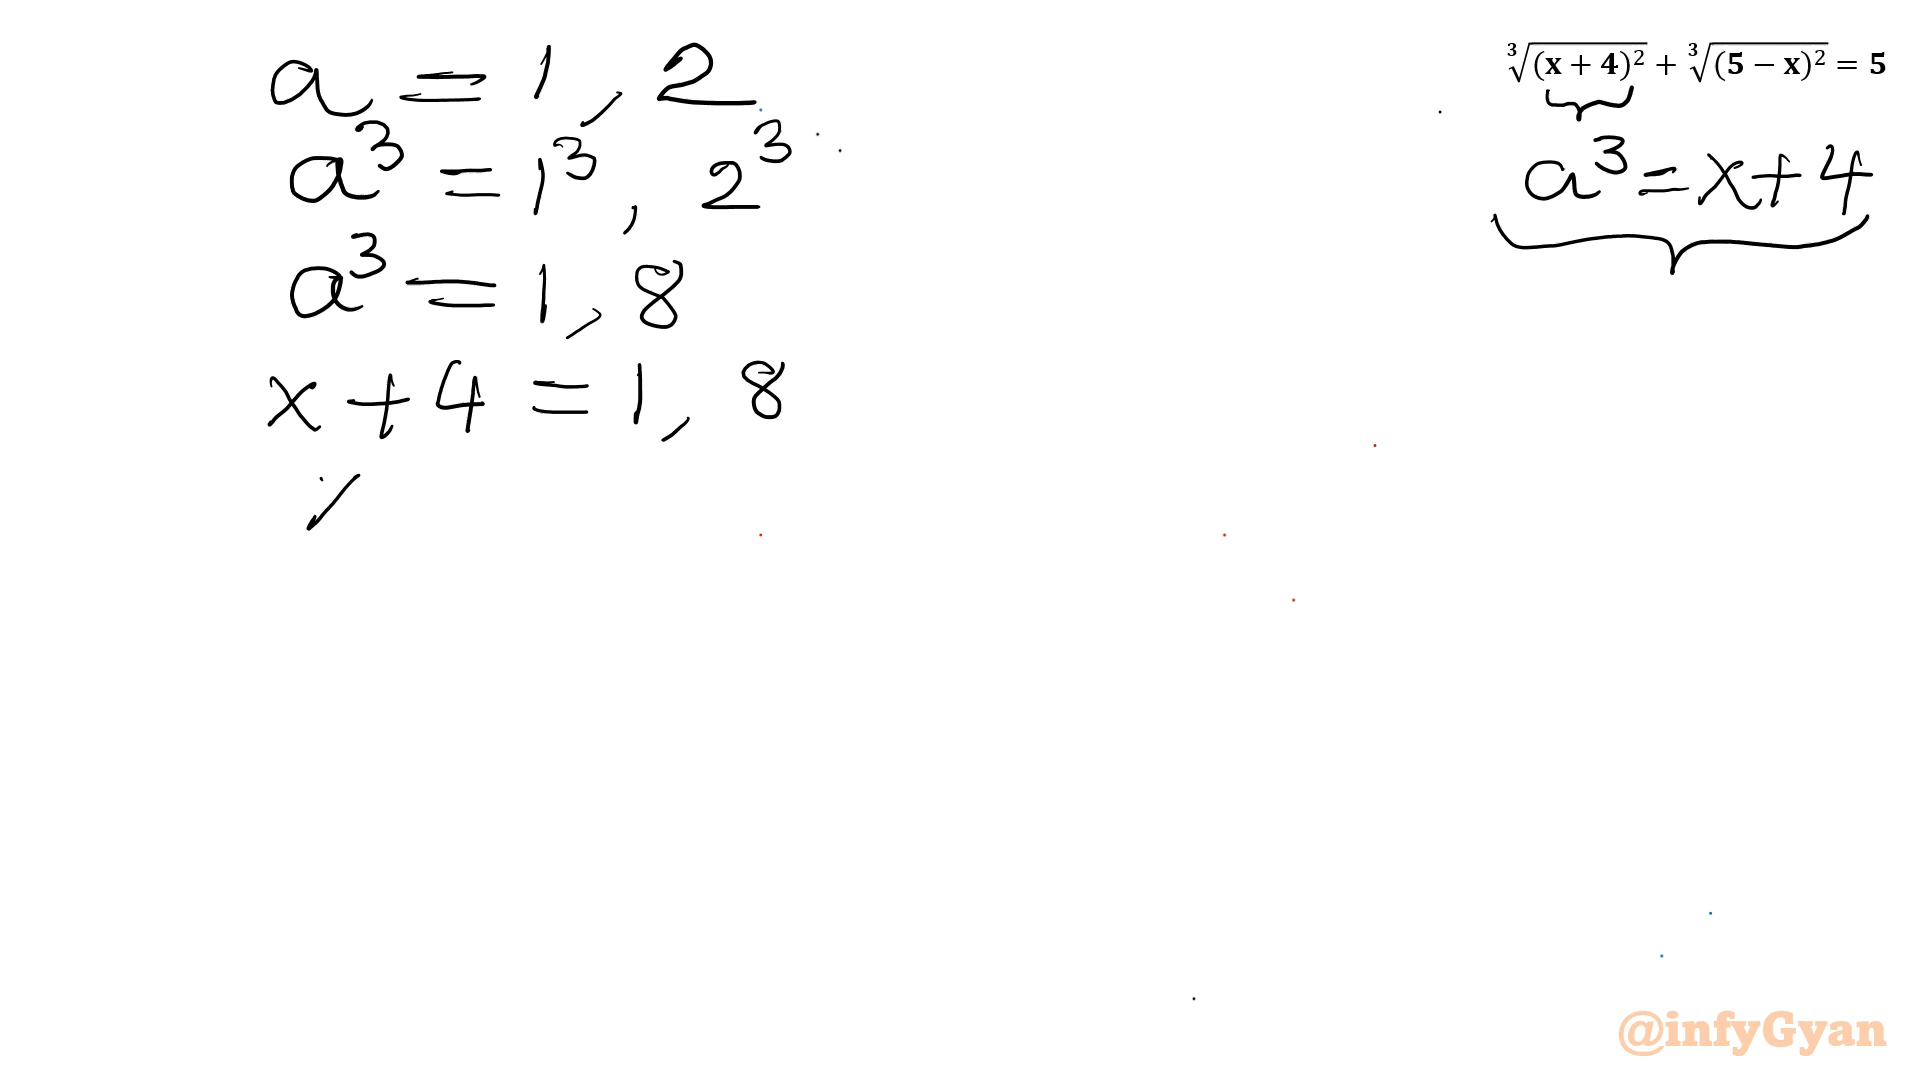 a = 1, 2
a³ = 1³, 2³
a³ = 1, 8
x + 4 = 1, 8
∛(x + 4)² + ∛(5 − x)² = 5
a³ = x + 4
@infyGyan